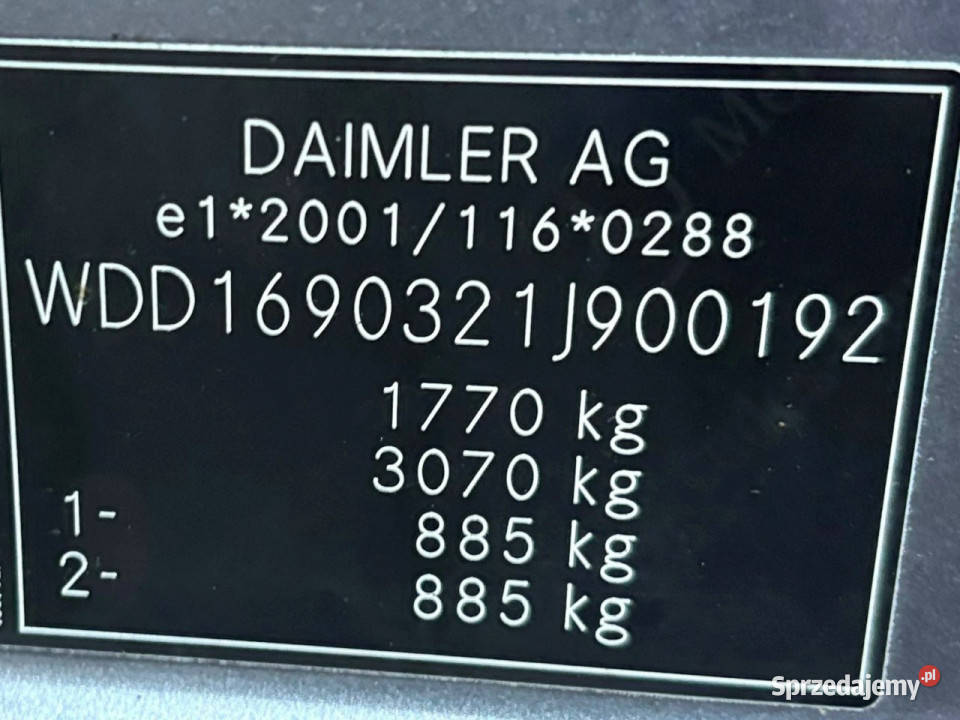 DAIMLER AG
e1*2001/116*0288
WDD1690321J900192
1770 kg
3070 kg
1- 885 kg
2- 885 kg
Sprzedajemy.pl